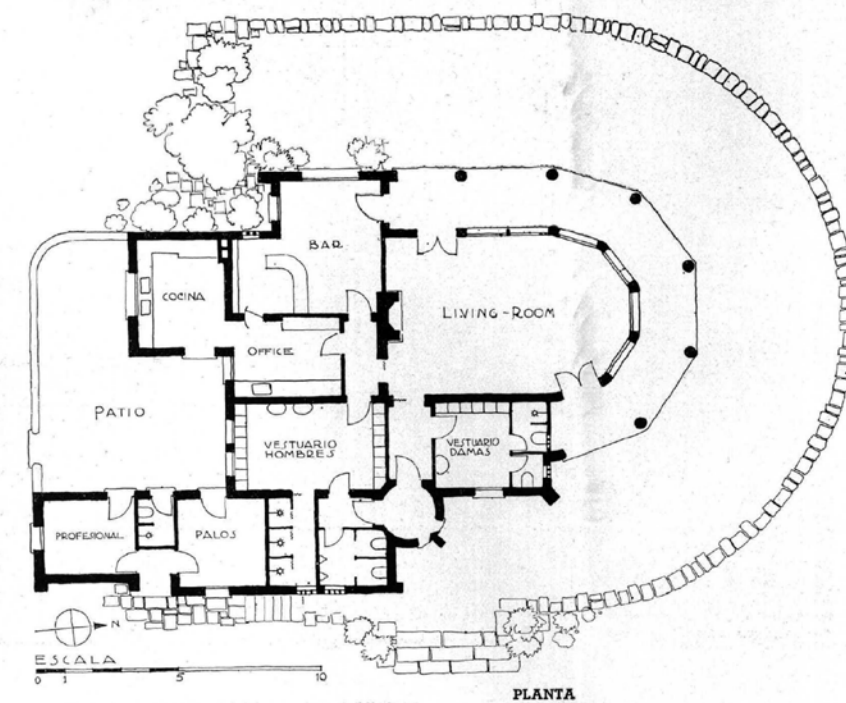 BAR
COCINA
LIVING-ROOM
OFFICE
PATIO
VESTUARIO
HOMBRES
VESTUARIO
DAMAS
PROFESIONAL
PALOS
N
ESCALA
0 1 5 10
PLANTA